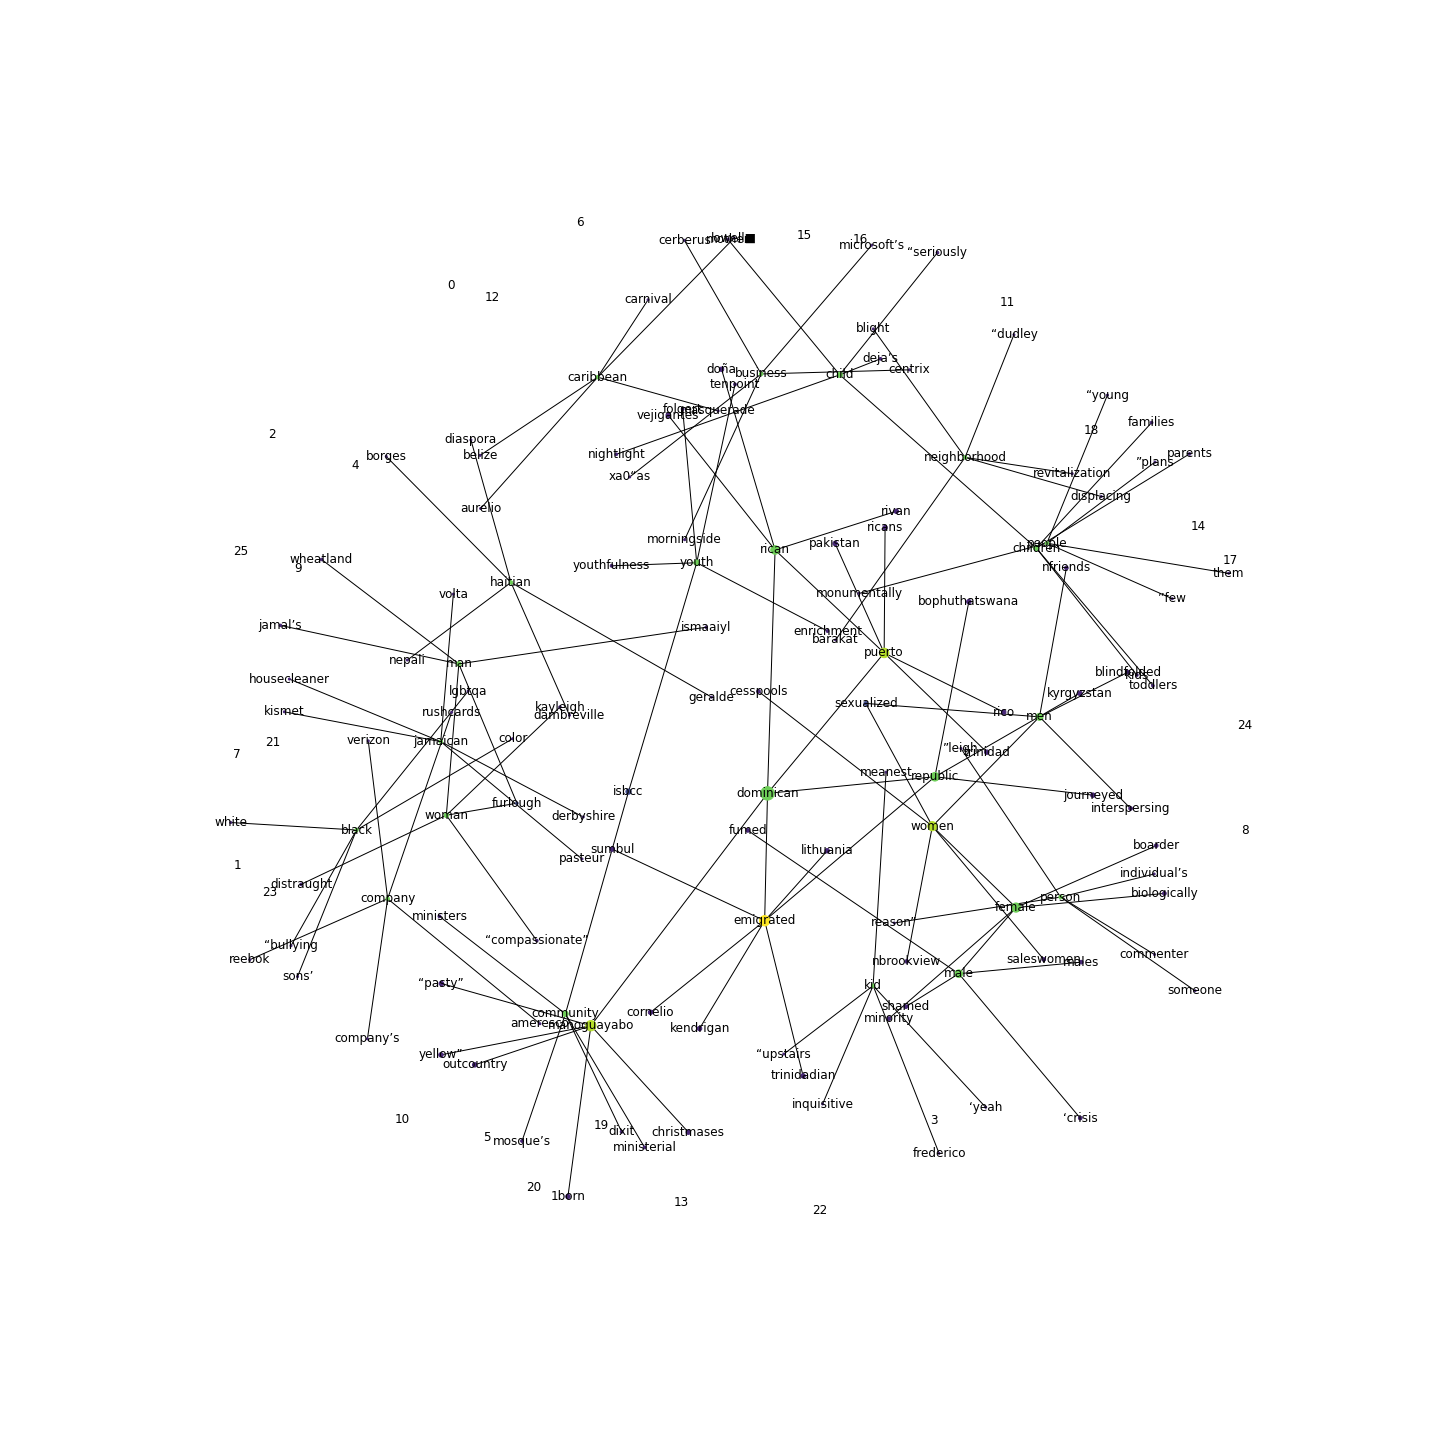 6
15
16
cerberus
microsoft’s
“seriously
0
12
carnival
11
blight
“dudley
deja’s
doña
business
child
centrix
caribbean
tenpoint
“young
masquerade
vejigantes
families
18
2
diaspora
belize
nightlight
neighborhood
parents
”plans
borges
4
revitalization
xa0”as
displacing
aurelio
rivan
ricans
14
morningside
pakistan
people
children
rican
25
wheatland
9
youthfulness
youth
17
them
nfriends
haitian
volta
monumentally
bophuthatswana
”few
jamal’s
ismaaiyl
enrichment
barakat
puerto
nepali
man
housecleaner
lgbtqa
geralde
cesspools
blindfolded
kids
toddlers
kyrgyzstan
kismet
rushcards
kayleigh
dambreville
sexualized
rico
men
24
21
verizon
jamaican
color
”leigh
trinidad
7
meanest
republic
isbcc
dominican
journeyed
furlough
interspersing
white
black
woman
derbyshire
fumed
women
8
sumbul
lithuania
boarder
pasteur
1
individual’s
distraught
23
biologically
company
person
female
ministers
emigrated
reason”
“bullying
“compassionate”
commenter
reebok
nbrookview
saleswomen
males
sons’
male
“pasty”
kid
someone
community
cornelio
shamed
minority
ameresco
manoguayabo
kendrigan
company’s
yellow”
outcountry
“upstairs
trinidadian
inquisitive
‘yeah
10
‘crisis
3
5
mosque’s
19
dixit
christmases
ministerial
frederico
20
1born
13
22